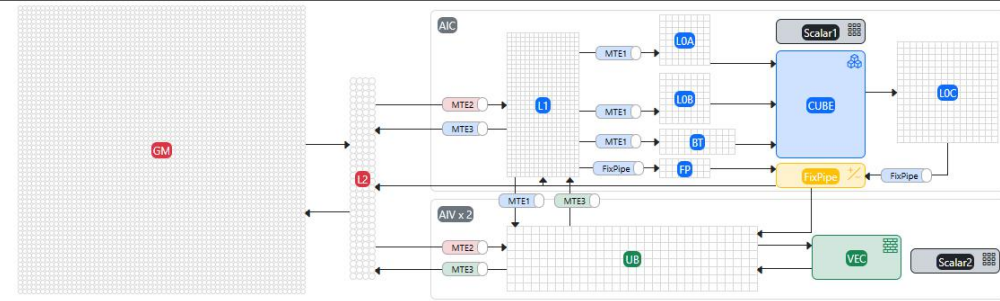 AIC
Scalar1
L0A
MTE1
L1
MTE2
L0B
L0C
CUBE
MTE1
MTE3
MTE1
BT
GM
FixPipe
FP
FixPipe
FixPipe
L2
MTE1
MTE3
AIV x 2
MTE2
UB
VEC
Scalar2
MTE3